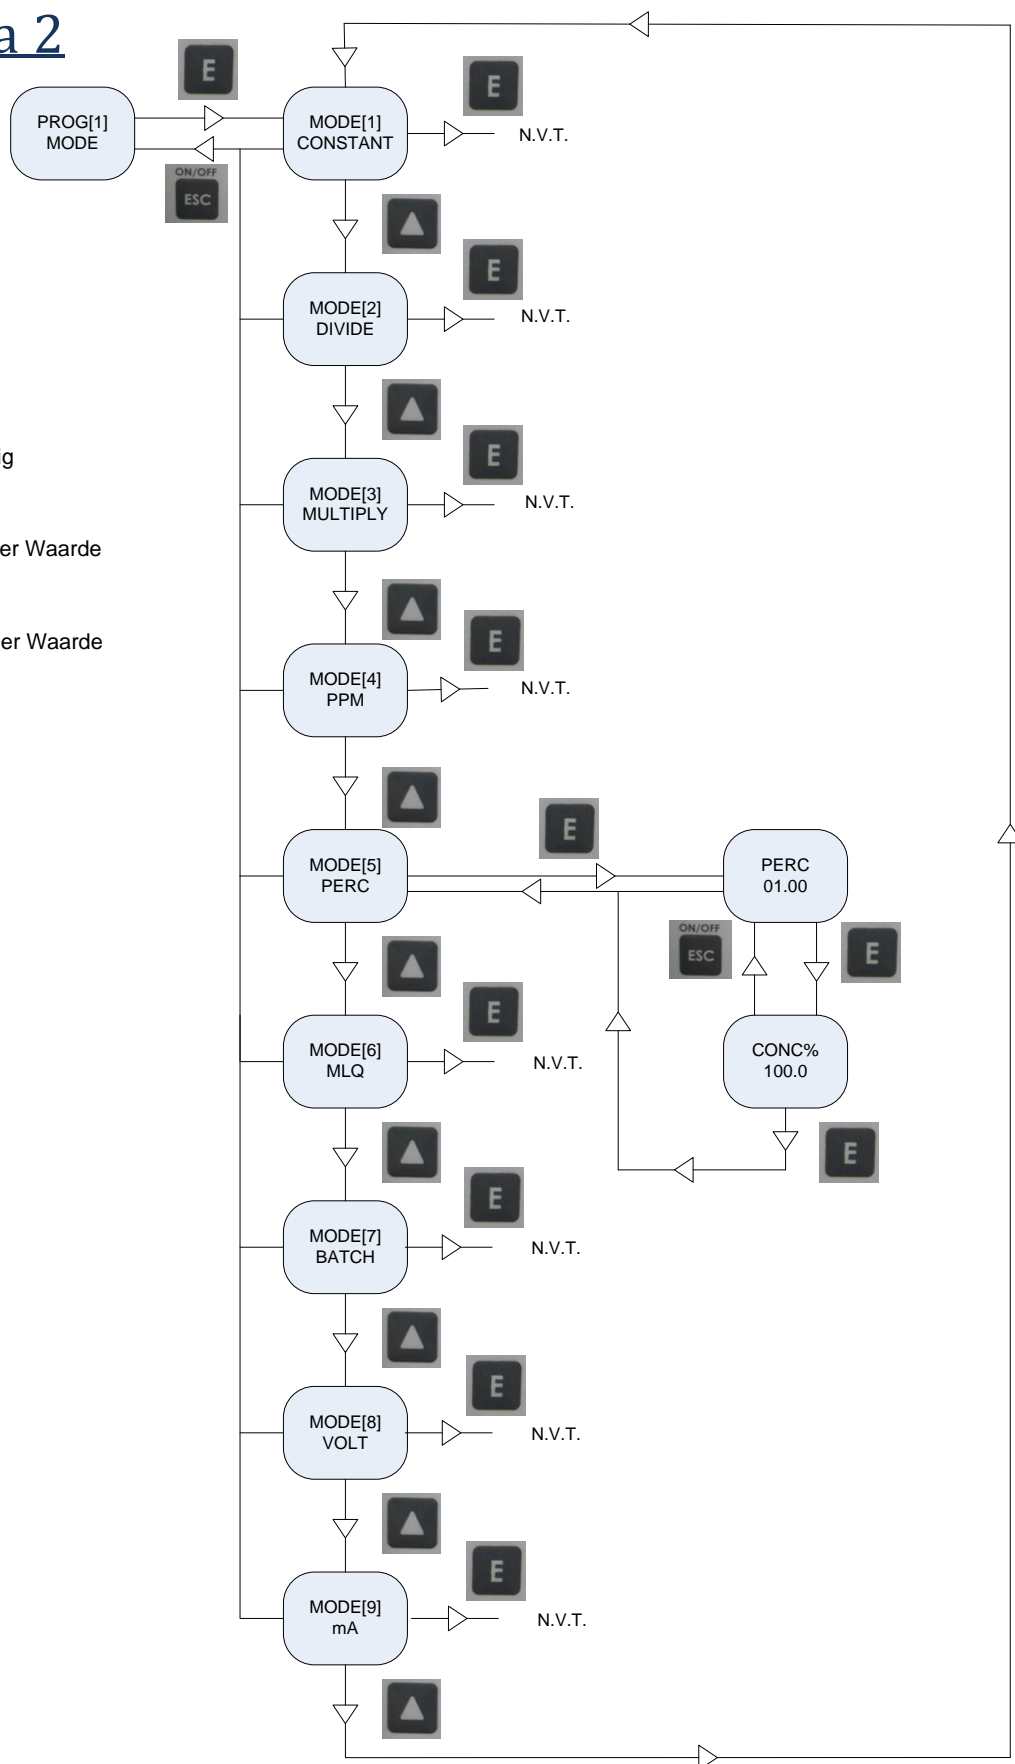 a 2
E
E
PROG[1]
MODE
MODE[1]
CONSTANT
N.V.T.
ON/OFF
ESC
E
MODE[2]
DIVIDE
N.V.T.
ig
E
MODE[3]
MULTIPLY
N.V.T.
er Waarde
E
er Waarde
MODE[4]
PPM
N.V.T.
E
MODE[5]
PERC
PERC
01.00
ON/OFF
ESC
E
E
MODE[6]
MLQ
N.V.T.
CONC%
100.0
E
E
MODE[7]
BATCH
N.V.T.
E
MODE[8]
VOLT
N.V.T.
E
MODE[9]
mA
N.V.T.